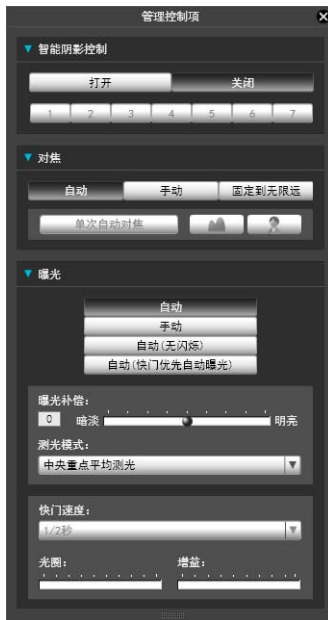 管理控制项
智能阴影控制
打开 关闭
1 2 3 4 5 6 7
对焦
自动 手动 固定到无限远
单次自动对焦
曝光
自动
手动
自动(无闪烁)
自动(快门优先自动曝光)
曝光补偿:
0 暗淡 明亮
测光模式:
中央重点平均测光
快门速度:
1/2秒
光圈: 增益: